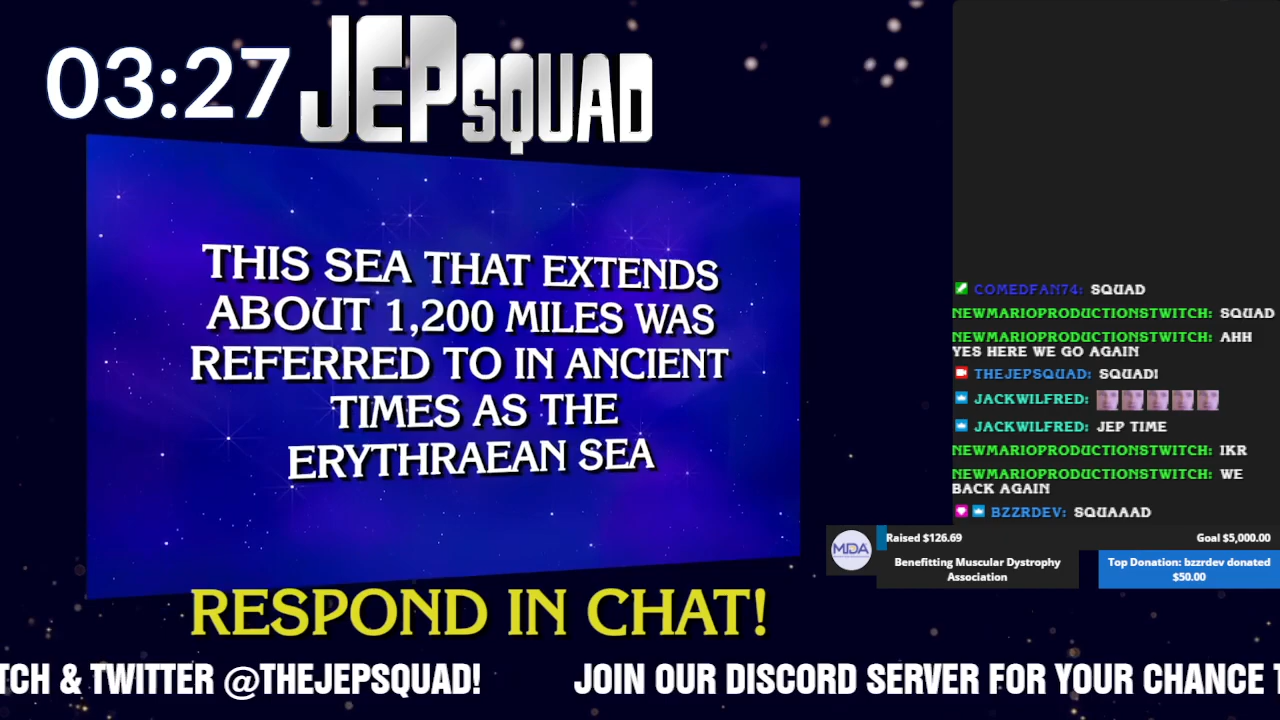 03:27
JEPSQUAD
THIS SEA THAT EXTENDS
ABOUT 1,200 MILES WAS
REFERRED TO IN ANCIENT
TIMES AS THE
ERYTHRAEAN SEA
RESPOND IN CHAT!
TCH & TWITTER @THEJEPSQUAD! JOIN OUR DISCORD SERVER FOR YOUR CHANCE T
COMEDFAN74: SQUAD
NEWMARIOPRODUCTIONSTWITCH: SQUAD
NEWMARIOPRODUCTIONSTWITCH: AHH
YES HERE WE GO AGAIN
THEJEPSQUAD: SQUAD!
JACKWILFRED:
JACKWILFRED: JEP TIME
NEWMARIOPRODUCTIONSTWITCH: IKR
NEWMARIOPRODUCTIONSTWITCH: WE
BACK AGAIN
BZZRDEV: SQUAAAD
MDA
Raised $126.69 Goal $5,000.00
Benefitting Muscular Dystrophy
Association
Top Donation: bzzrdev donated
$50.00